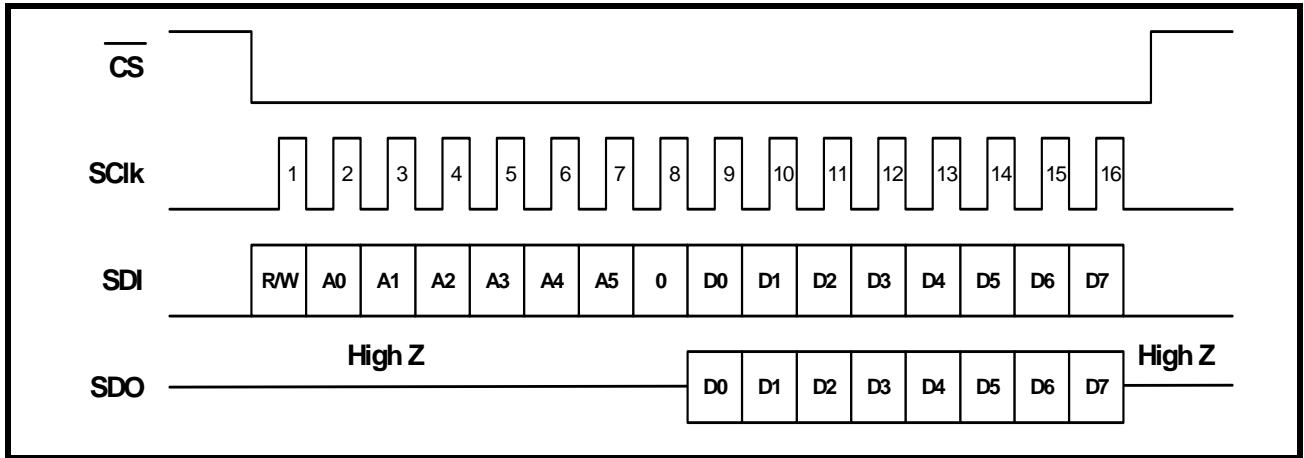 CS
SClk 1 2 3 4 5 6 7 8 9 10 11 12 13 14 15 16
SDI R/W A0 A1 A2 A3 A4 A5 0 D0 D1 D2 D3 D4 D5 D6 D7
High Z High Z
SDO D0 D1 D2 D3 D4 D5 D6 D7